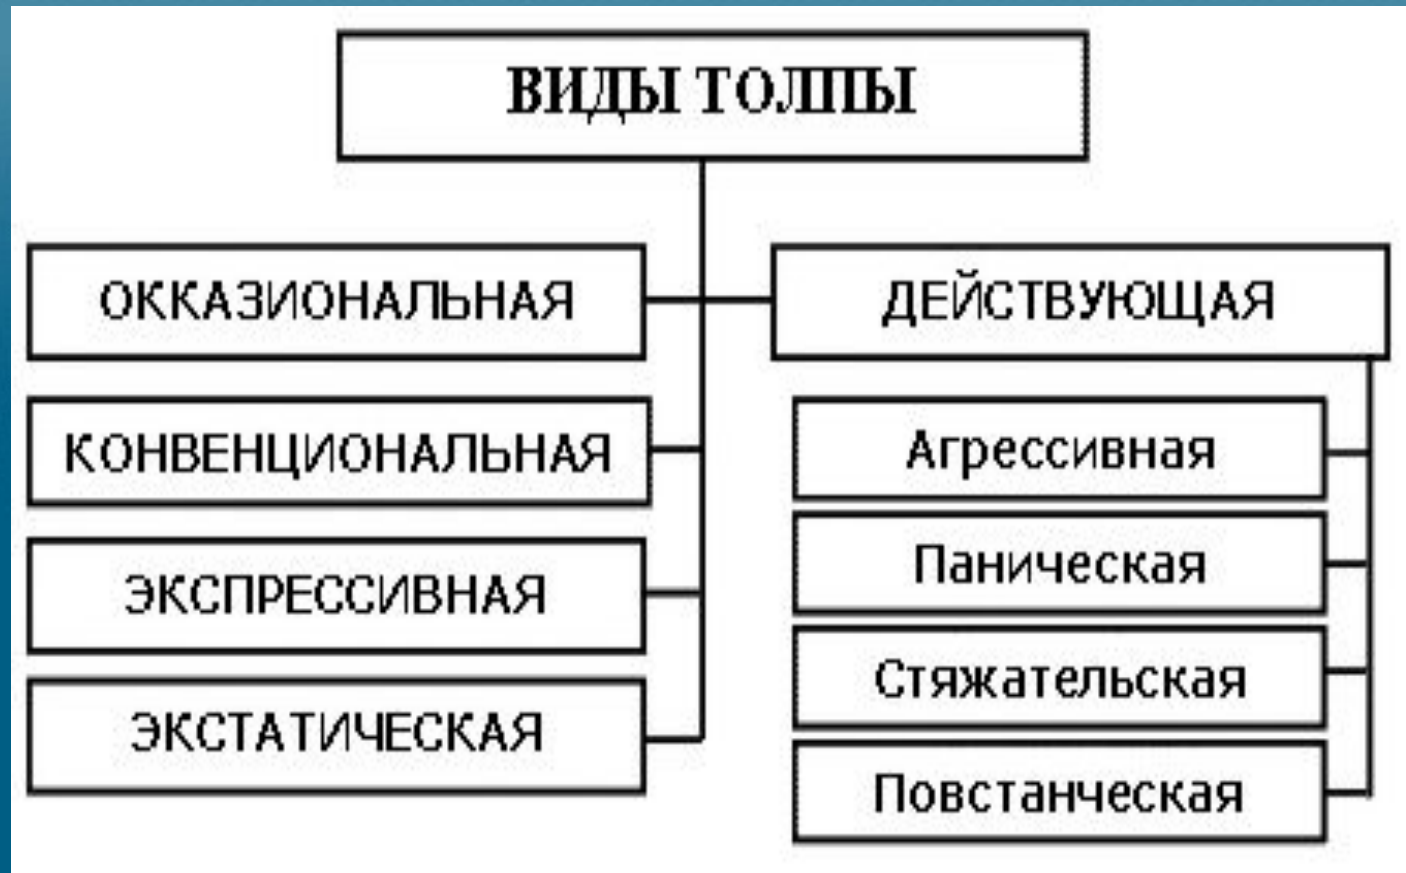 ВИДЫ ТОЛПЫ
ОККАЗИОНАЛЬНАЯ
КОНВЕНЦИОНАЛЬНАЯ
ЭКСПРЕССИВНАЯ
ЭКСТАТИЧЕСКАЯ
ДЕЙСТВУЮЩАЯ
Агрессивная
Паническая
Стяжательская
Повстанческая